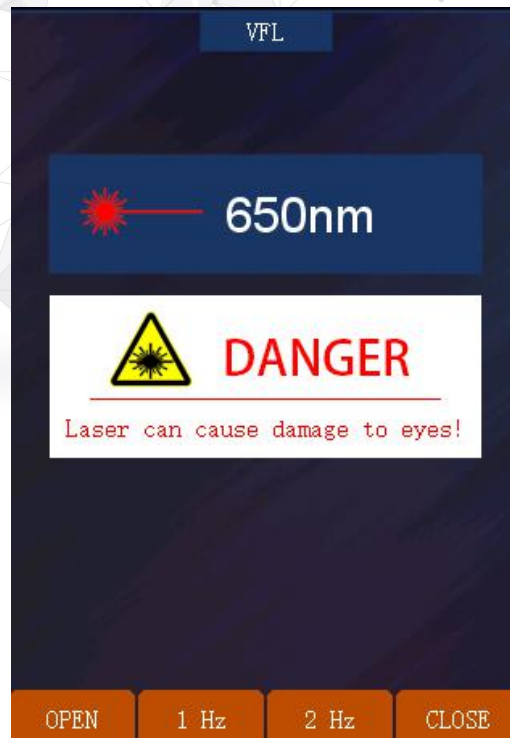 VFL
650nm
DANGER
Laser can cause damage to eyes!
OPEN 1 Hz 2 Hz CLOSE